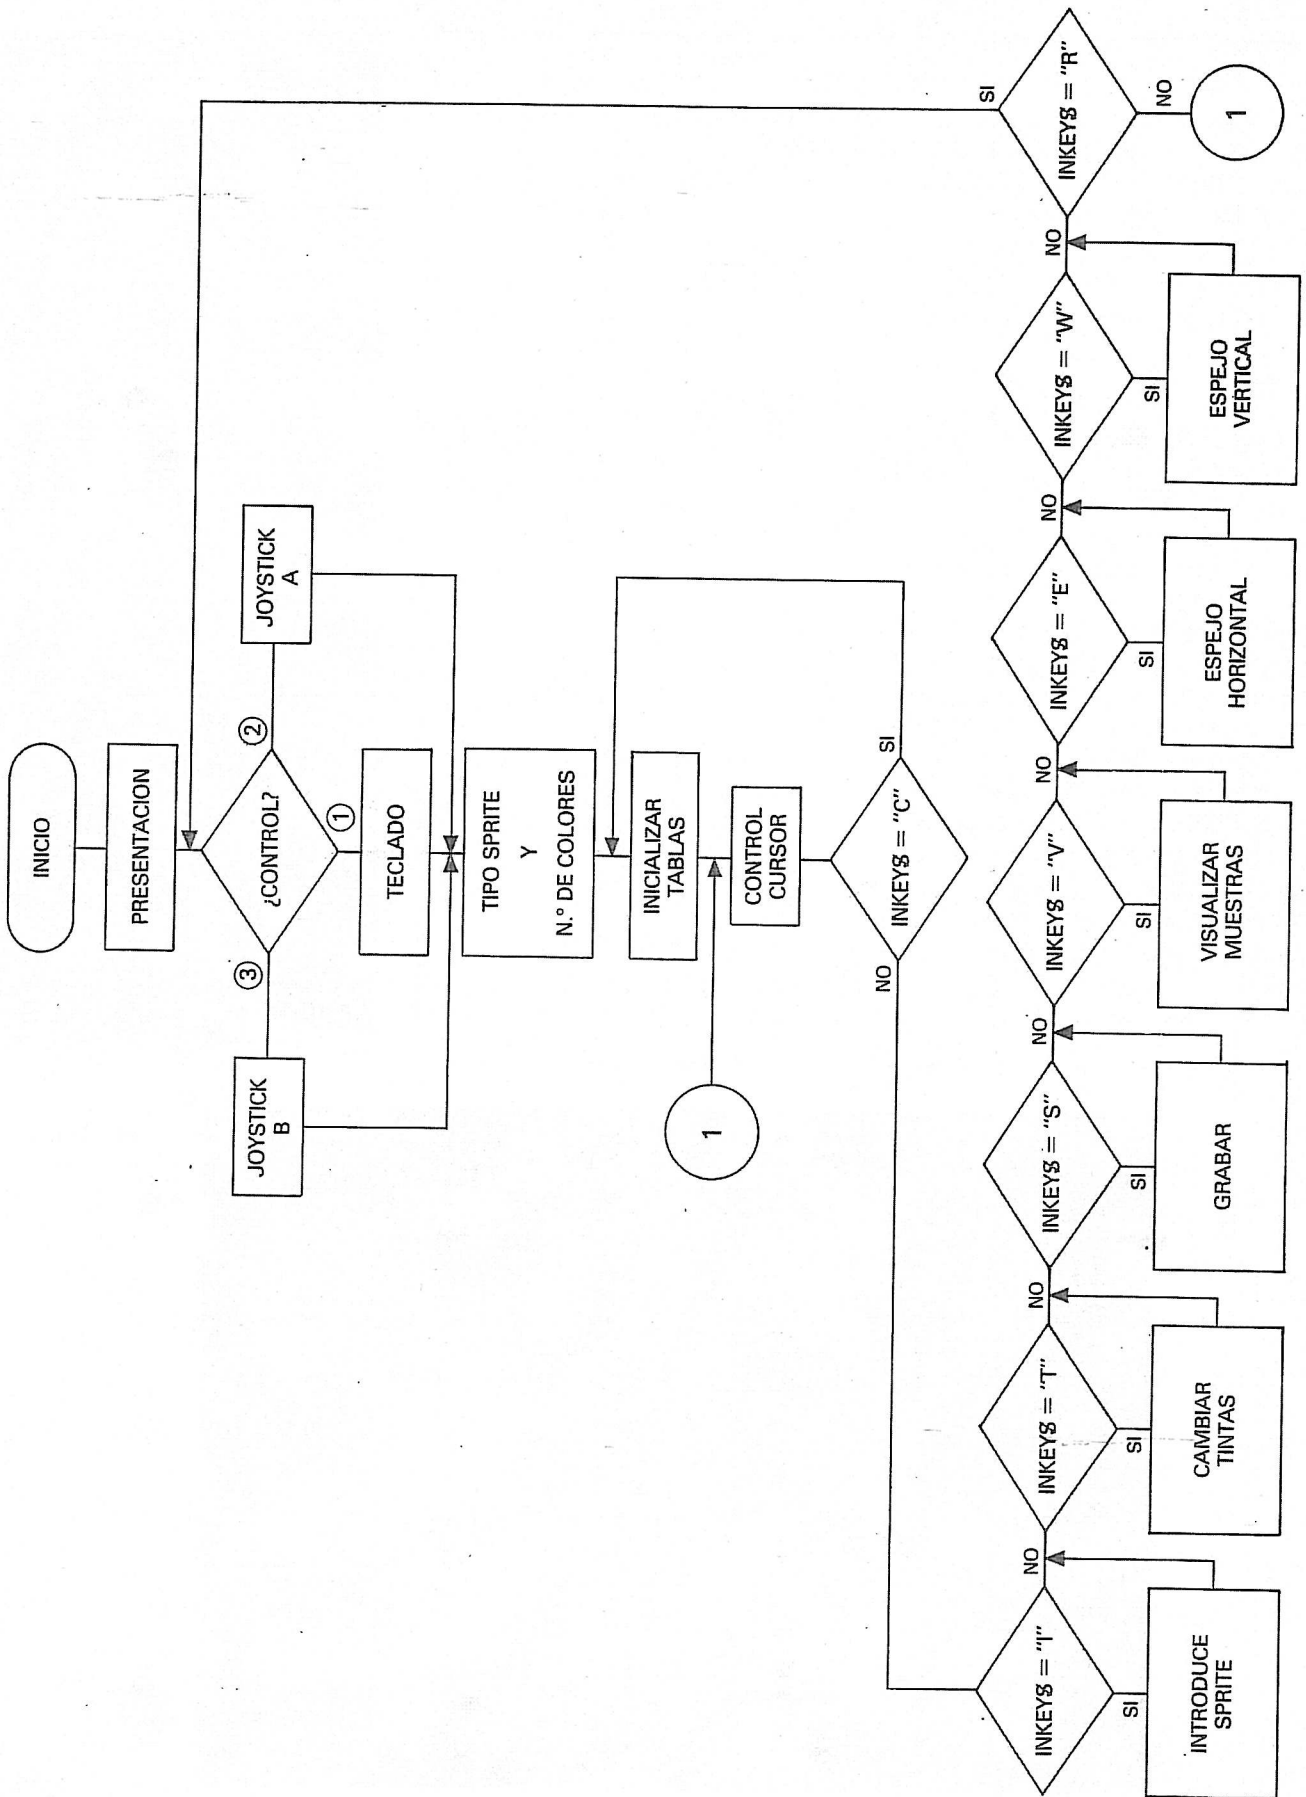 INICIO
PRESENTACION
¿CONTROL?
3
2
1
JOYSTICK
B
TECLADO
JOYSTICK
A
TIPO SPRITE
Y
N.º DE COLORES
INICIALIZAR
TABLAS
1
CONTROL
CURSOR
INKEY$ = "C"
NO
SI
INKEY$ = "I"
NO
SI
INTRODUCE
SPRITE
INKEY$ = "T"
NO
SI
CAMBIAR
TINTAS
INKEY$ = "S"
NO
SI
GRABAR
INKEY$ = "V"
NO
SI
VISUALIZAR
MUESTRAS
INKEY$ = "E"
NO
SI
ESPEJO
HORIZONTAL
INKEY$ = "W"
NO
SI
ESPEJO
VERTICAL
INKEY$ = "R"
SI
NO
1